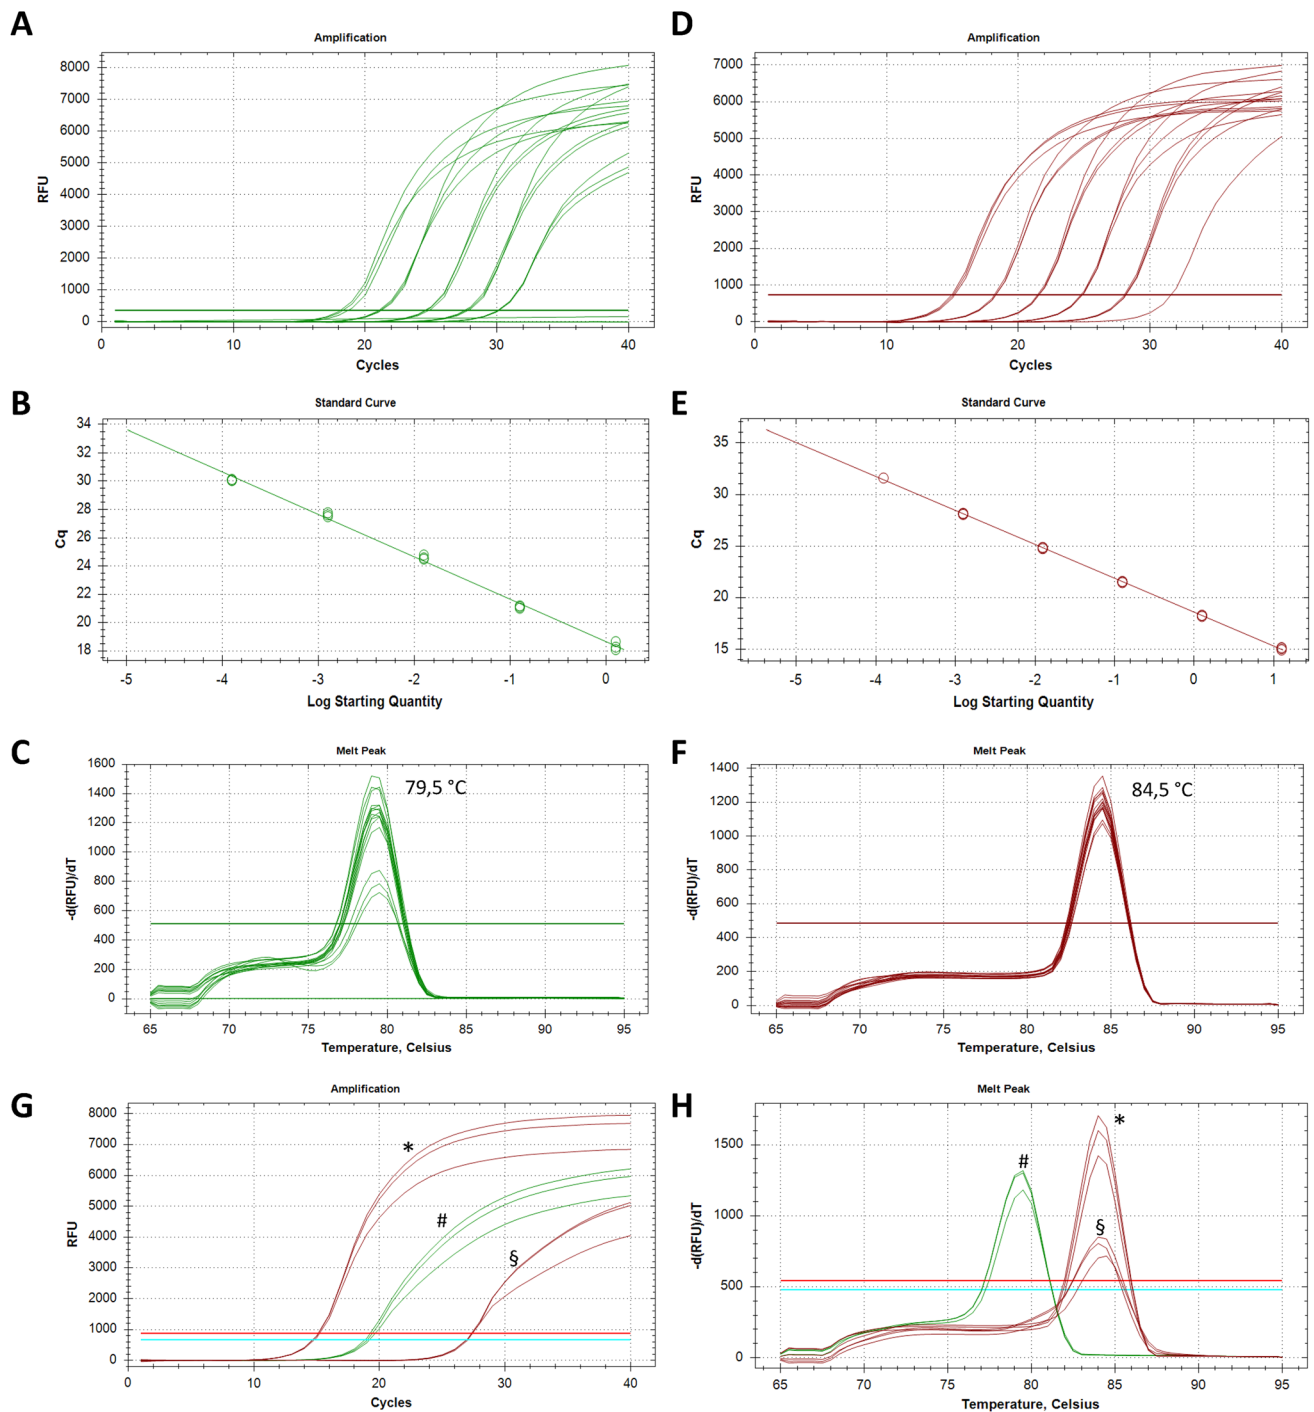 A
Amplification
8000
7000
6000
5000
4000
3000
2000
1000
0
RFU
0 10 20 30 40
Cycles
D
Amplification
7000
6000
5000
4000
3000
2000
1000
0
RFU
0 10 20 30 40
Cycles
B
Standard Curve
34
32
30
28
26
24
22
20
18
Cq
-5 -4 -3 -2 -1 0
Log Starting Quantity
E
Standard Curve
35
30
25
20
15
Cq
-5 -4 -3 -2 -1 0 1
Log Starting Quantity
C
Melt Peak
1600
1400
1200
1000
800
600
400
200
0
-d(RFU)/dT
79,5 °C
65 70 75 80 85 90 95
Temperature, Celsius
F
Melt Peak
1400
1200
1000
800
600
400
200
0
-d(RFU)/dT
84,5 °C
65 70 75 80 85 90 95
Temperature, Celsius
G
Amplification
8000
7000
6000
5000
4000
3000
2000
1000
0
RFU
*
#
§
0 10 20 30 40
Cycles
H
Melt Peak
1500
1000
500
0
-d(RFU)/dT
*
#
§
65 70 75 80 85 90 95
Temperature, Celsius